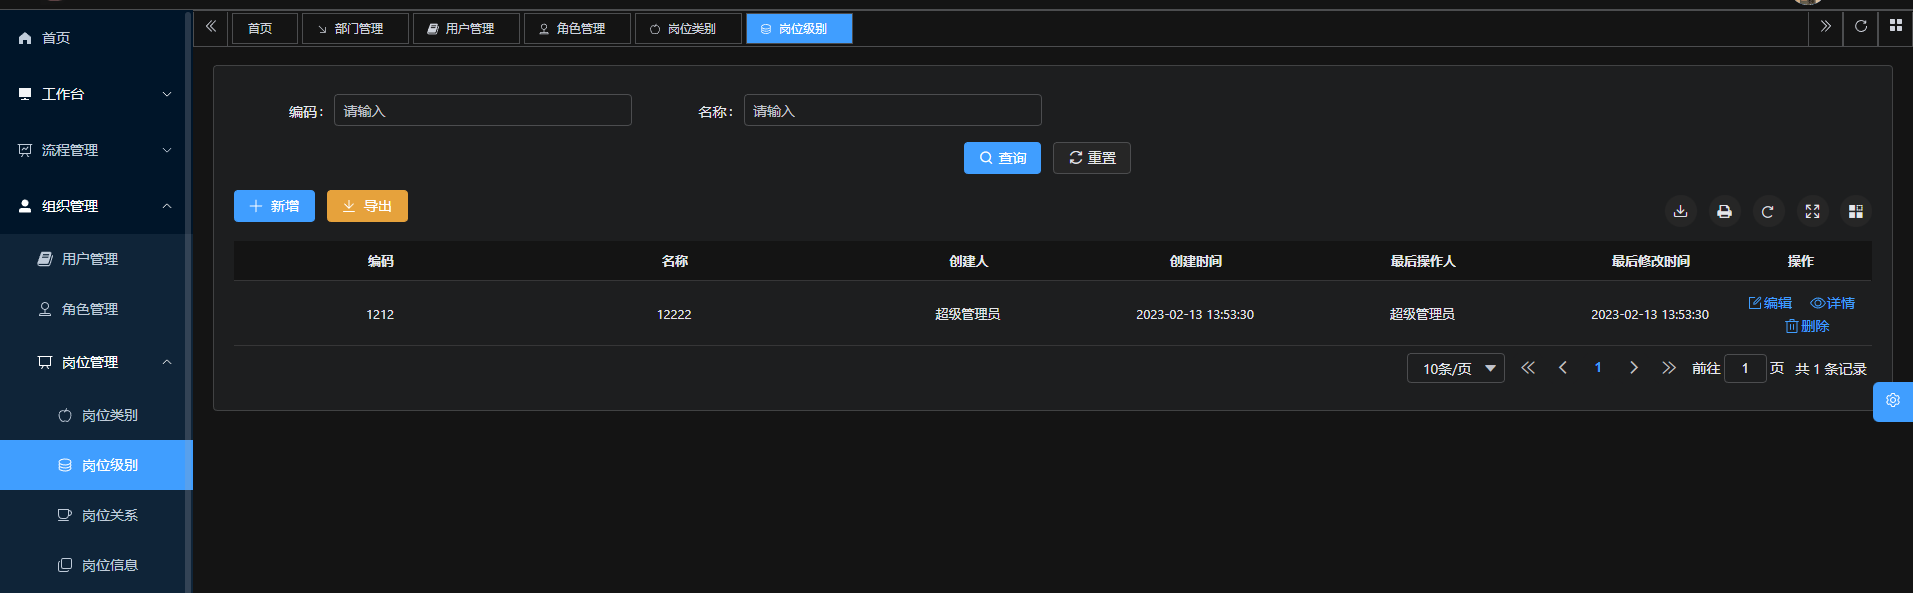 首页
工作台
流程管理
组织管理
用户管理
角色管理
岗位管理
岗位类别
岗位级别
岗位关系
岗位信息
首页 部门管理 用户管理 角色管理 岗位类别 岗位级别
编码： 请输入 名称： 请输入
查询 重置
新增 导出
编码 名称 创建人 创建时间 最后操作人 最后修改时间 操作
1212 12222 超级管理员 2023-02-13 13:53:30 超级管理员 2023-02-13 13:53:30 编辑 详情
删除
10条/页 1 前往 1 页 共 1 条记录